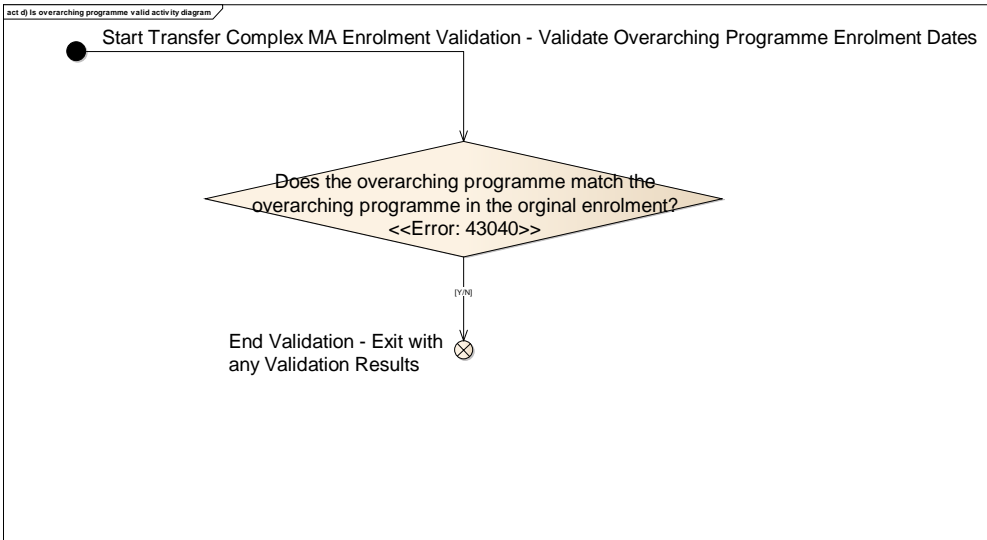 act d) Is overarching programme valid activity diagram
Start Transfer Complex MA Enrolment Validation - Validate Overarching Programme Enrolment Dates
Does the overarching programme match the
overarching programme in the orginal enrolment?
<<Error: 43040>>
[Y/N]
End Validation - Exit with
any Validation Results